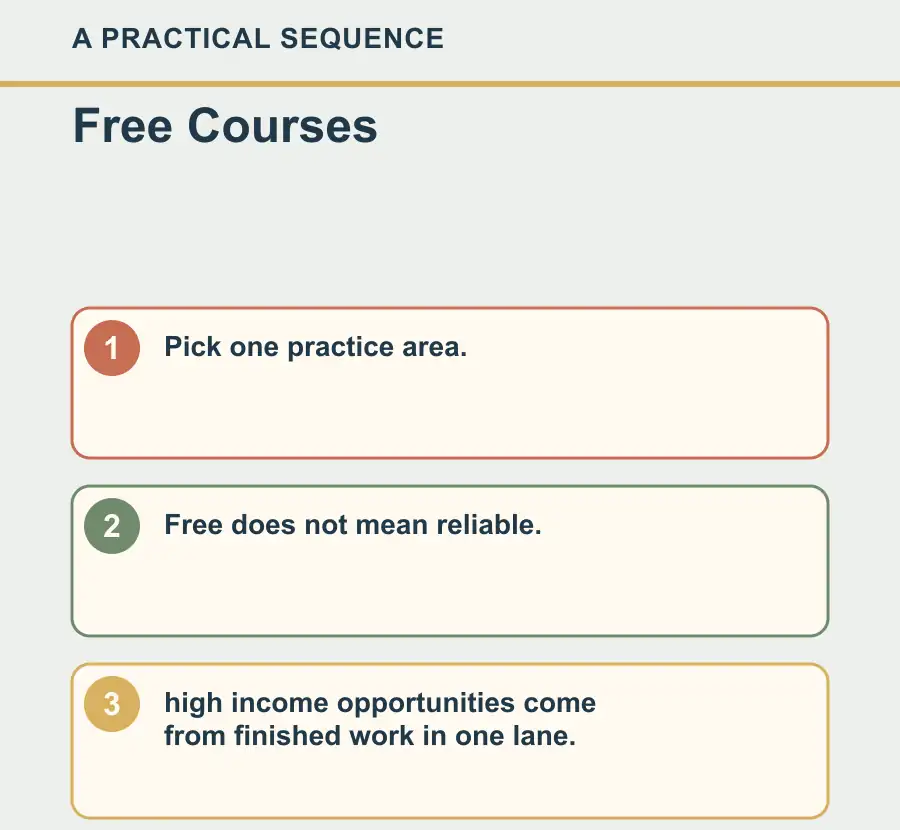 A PRACTICAL SEQUENCE
Free Courses
1 Pick one practice area.
2 Free does not mean reliable.
3 high income opportunities come
from finished work in one lane.